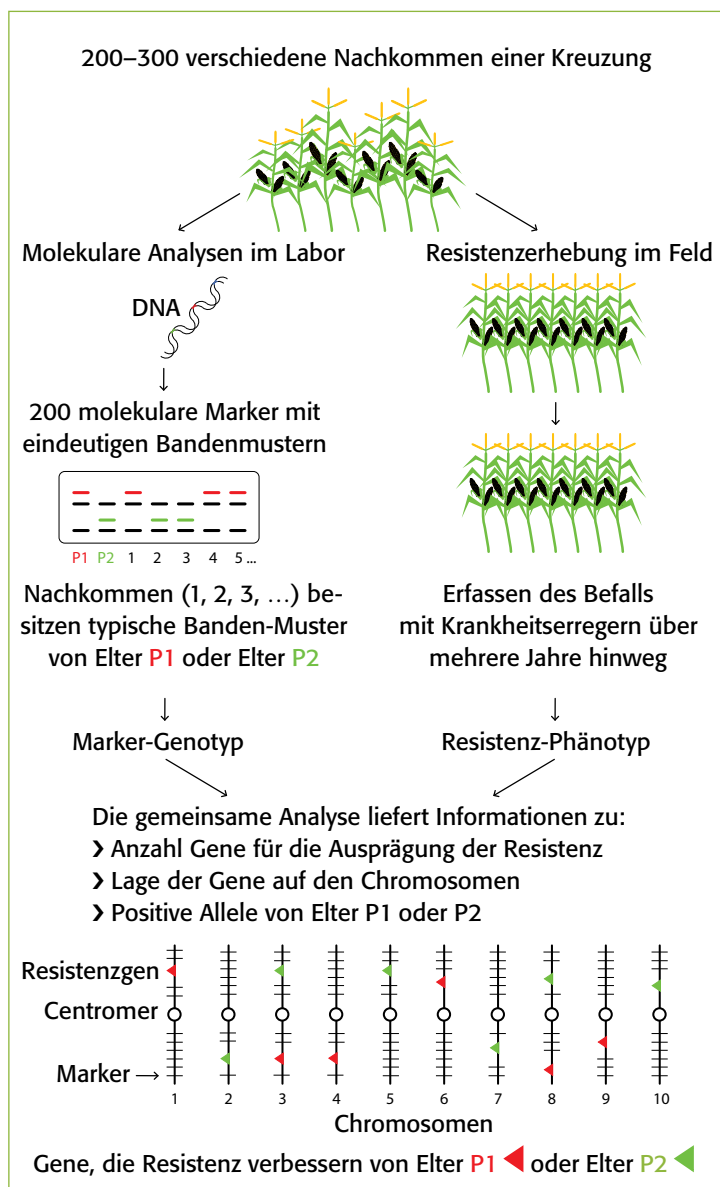 200–300 verschiedene Nachkommen einer Kreuzung
Molekulare Analysen im Labor
DNA
200 molekulare Marker mit
eindeutigen Bandenmustern
P1 P2 1 2 3 4 5 ...
Nachkommen (1, 2, 3, …) be-
sitzen typische Banden-Muster
von Elter P1 oder Elter P2
Marker-Genotyp
Resistenzerhebung im Feld
Erfassen des Befalls
mit Krankheitserregern über
mehrere Jahre hinweg
Resistenz-Phänotyp
Die gemeinsame Analyse liefert Informationen zu:
❯ Anzahl Gene für die Ausprägung der Resistenz
❯ Lage der Gene auf den Chromosomen
❯ Positive Allele von Elter P1 oder P2
Resistenzgen
Centromer
Marker
1 2 3 4 5 6 7 8 9 10
Chromosomen
Gene, die Resistenz verbessern von Elter P1 oder Elter P2